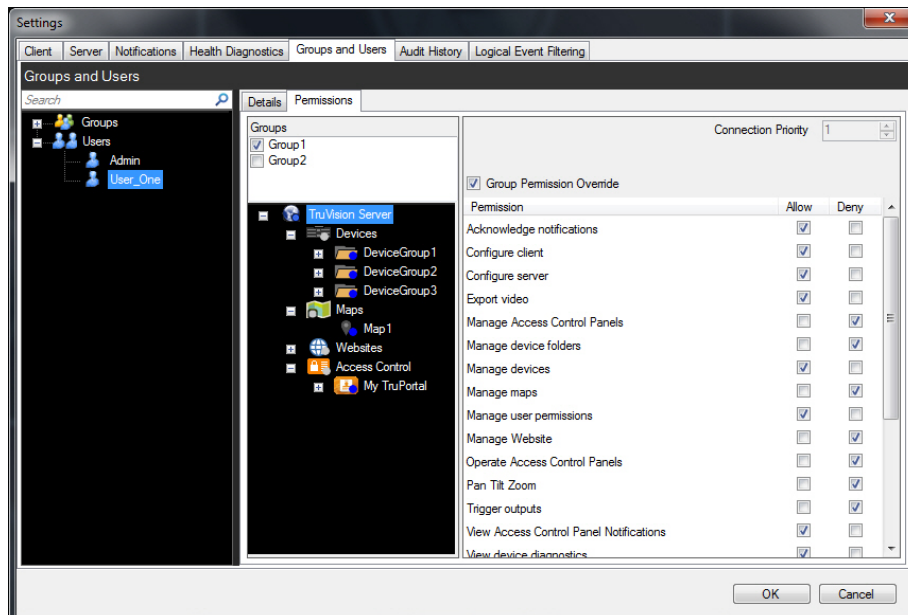 Settings
Client Server Notifications Health Diagnostics Groups and Users Audit History Logical Event Filtering
Groups and Users
Search
Groups
Users
Admin
User_One
Details Permissions
Groups
Group1
Group2
TruVision Server
Devices
DeviceGroup1
DeviceGroup2
DeviceGroup3
Maps
Map1
Websites
Access Control
My TruPortal
Connection Priority 1
Group Permission Override
Permission Allow Deny
Acknowledge notifications
Configure client
Configure server
Export video
Manage Access Control Panels
Manage device folders
Manage devices
Manage maps
Manage user permissions
Manage Website
Operate Access Control Panels
Pan Tilt Zoom
Trigger outputs
View Access Control Panel Notifications
View device diagnostics
OK Cancel